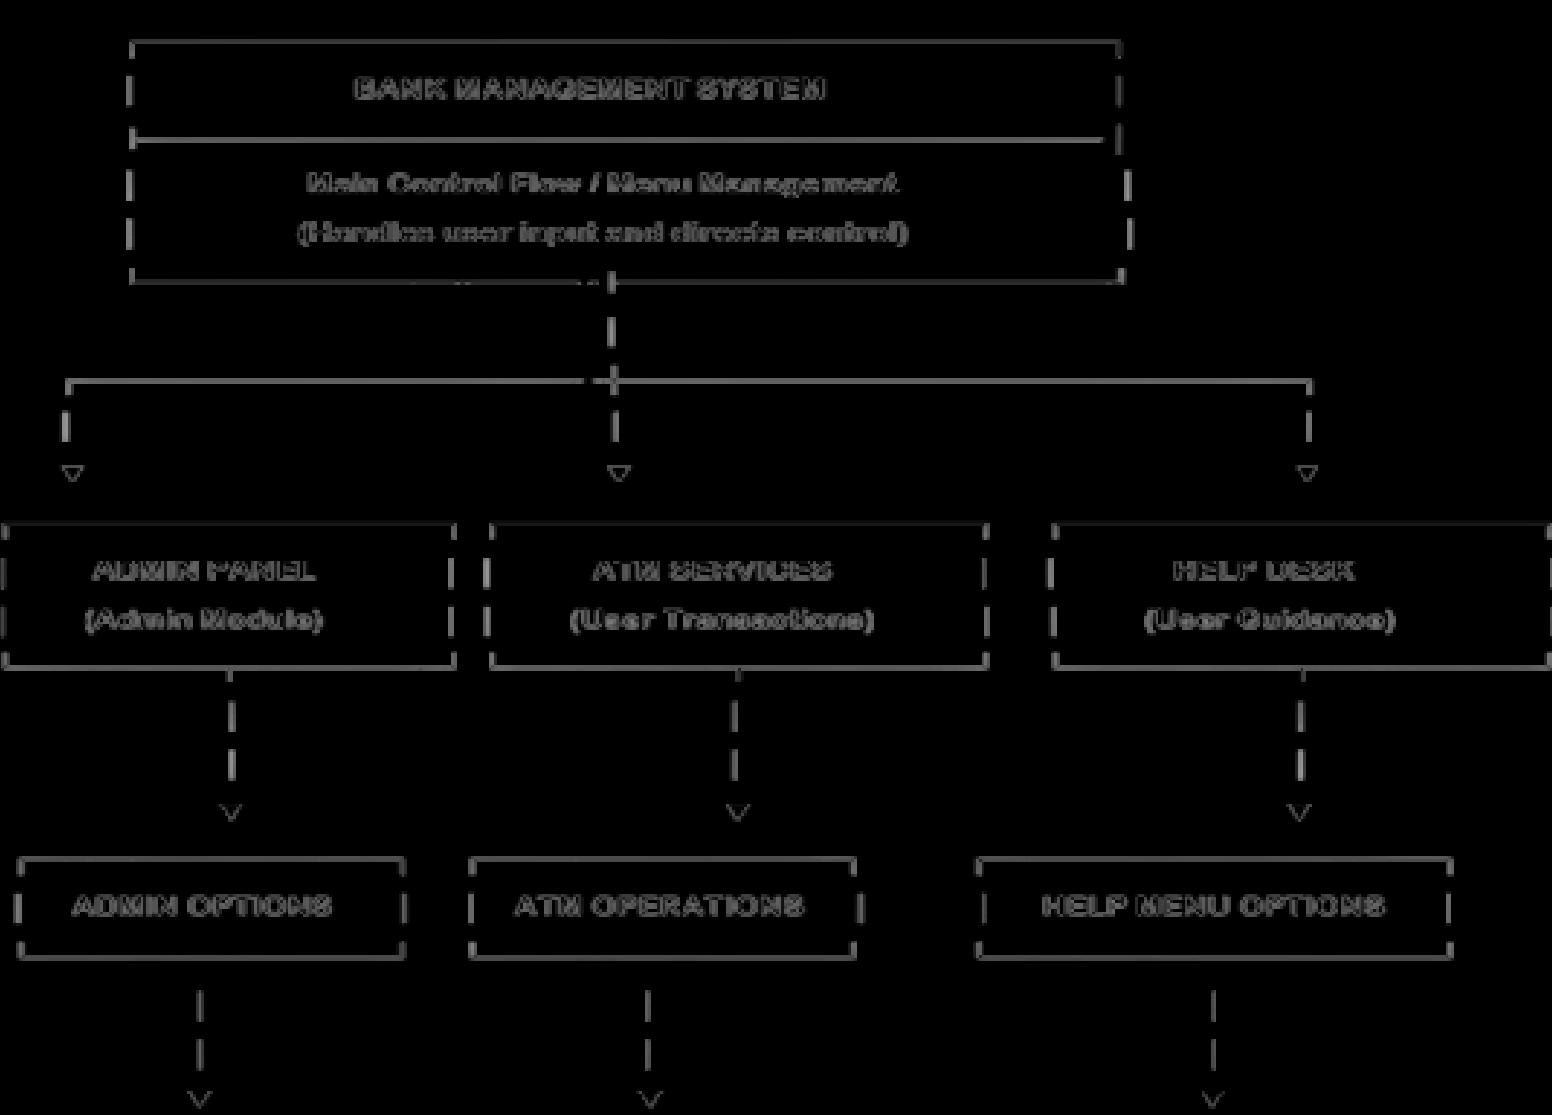 BANK MANAGEMENT SYSTEM
Main Control Flow / Menu Management
(Handles user input and directs control)
ADMIN PANEL
(Admin Module)
ATM SERVICES
(User Transactions)
HELP DESK
(User Guidance)
ADMIN OPTIONS
ATM OPERATIONS
HELP MENU OPTIONS